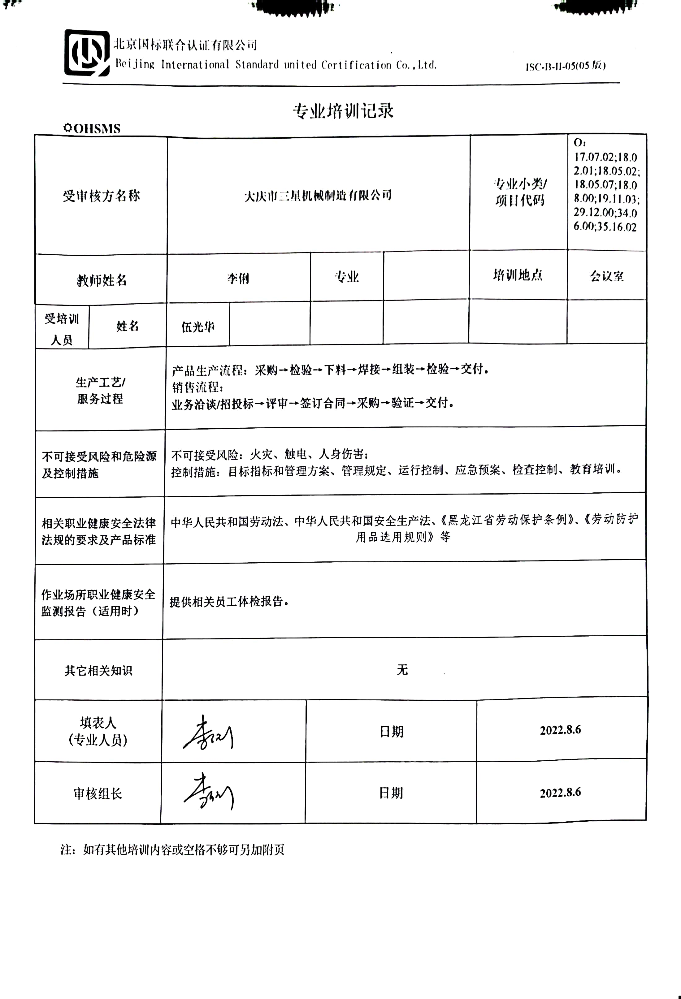 北京国标联合认证有限公司
Beijing International Standard united Certification Co.,Ltd.
ISC-B-II-05(05 版)
专业培训记录
OHSMS
受审核方名称
大庆市三星机械制造有限公司
专业小类/
项目代码
O:
17.07.02;18.0
2.01;18.05.02;
18.05.07;18.0
8.00;19.11.03;
29.12.00;34.0
6.00;35.16.02
教师姓名
李俐
专业
培训地点
会议室
受培训
人员
姓名
伍光华
生产工艺/
服务过程
产品生产流程：采购→检验→下料→焊接→组装→检验→交付。
销售流程：
业务洽谈/招投标→评审→签订合同→采购→验证→交付。
不可接受风险和危险源
及控制措施
不可接受风险：火灾、触电、人身伤害；
控制措施：目标指标和管理方案、管理规定、运行控制、应急预案、检查控制、教育培训。
相关职业健康安全法律
法规的要求及产品标准
中华人民共和国劳动法、中华人民共和国安全生产法、《黑龙江省劳动保护条例》、《劳动防护
用品选用规则》等
作业场所职业健康安全
监测报告（适用时）
提供相关员工体检报告。
其它相关知识
无
填表人
(专业人员)
李俐
日期
2022.8.6
审核组长
李俐
日期
2022.8.6
注：如有其他培训内容或空格不够可另加附页